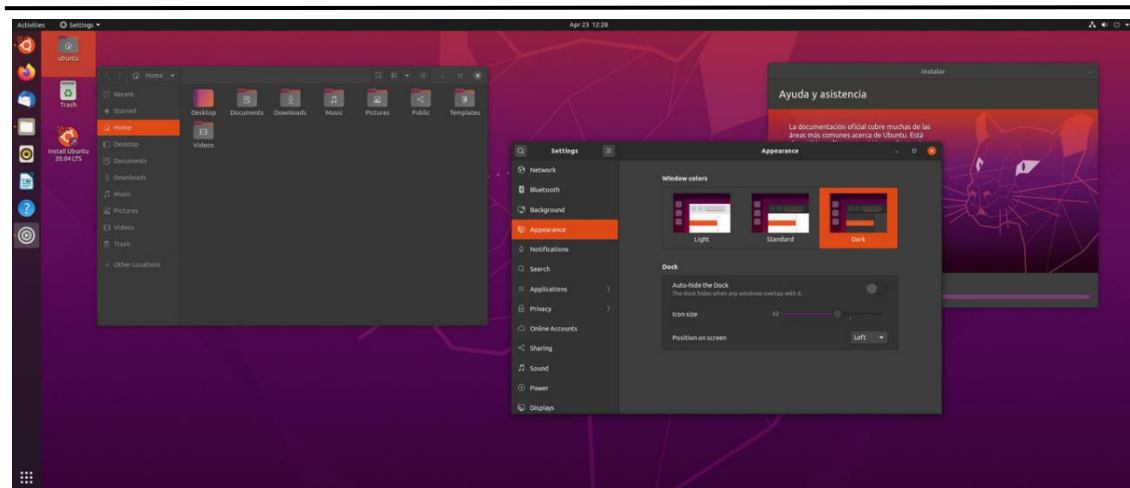 Activities
Settings
Apr 23 12:28
ubuntu
Trash
Install Ubuntu
20.04 LTS
Home
Recent
Starred
Home
Desktop
Documents
Downloads
Music
Pictures
Videos
Trash
+ Other Locations
Desktop
Documents
Downloads
Music
Pictures
Public
Templates
Videos
Instalar
Ayuda y asistencia
La documentación oficial cubre muchas de las
áreas más comunes acerca de Ubuntu. Está
Settings
Appearance
Network
Bluetooth
Background
Appearance
Notifications
Search
Applications
Privacy
Online Accounts
Sharing
Sound
Power
Displays
Window colors
Light
Standard
Dark
Dock
Auto-hide the Dock
The dock hides when any windows overlap with it.
Icon size
42
Position on screen
Left